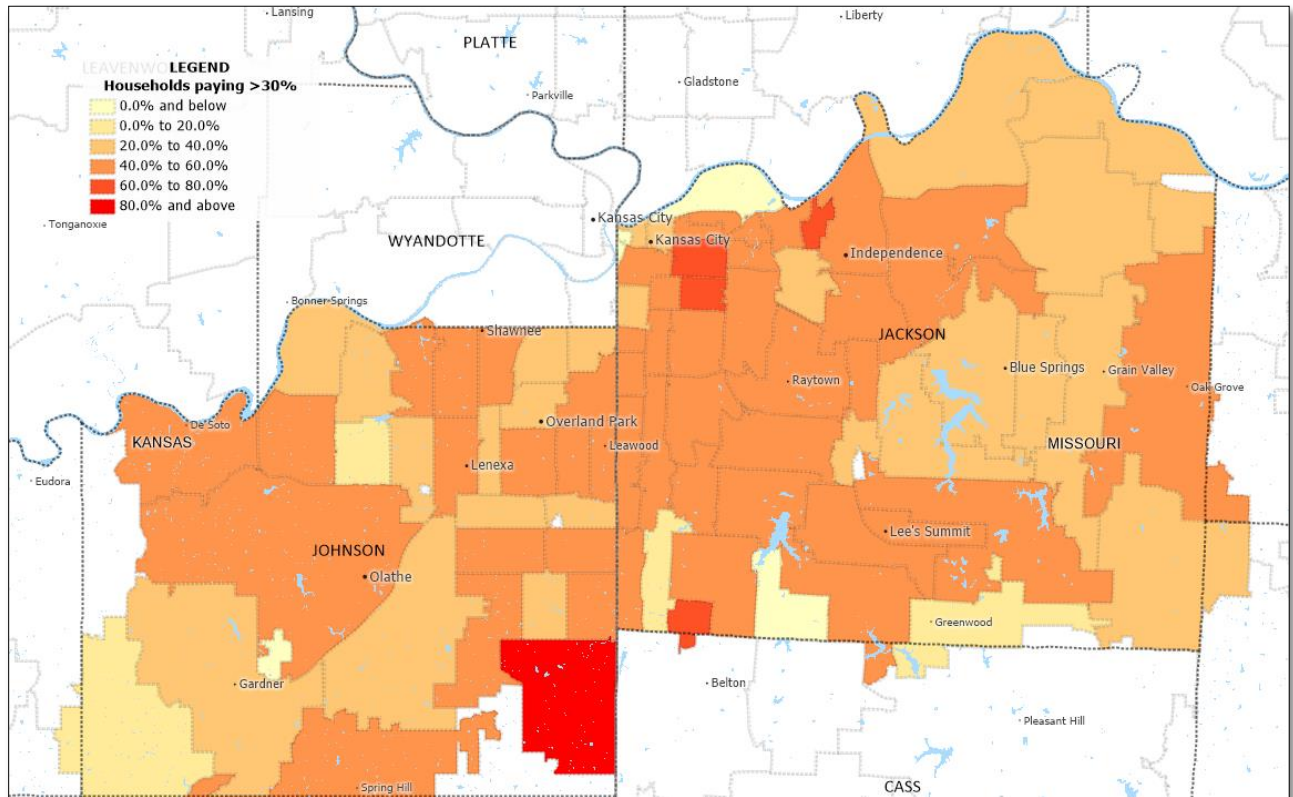 Lansing
Liberty
PLATTE
LEAVENW
LEGEND
Households paying >30%
0.0% and below
0.0% to 20.0%
20.0% to 40.0%
40.0% to 60.0%
60.0% to 80.0%
80.0% and above
Gladstone
Parkville
Tonganoxie
Kansas City
WYANDOTTE
Kansas City
Independence
Bonner Springs
Shawnee
JACKSON
Blue Springs
Grain Valley
Raytown
Oak Grove
De Soto
Overland Park
KANSAS
Leawood
MISSOURI
Lenexa
Eudora
Lee's Summit
JOHNSON
Olathe
Greenwood
Gardner
Belton
Pleasant Hill
Spring Hill
CASS